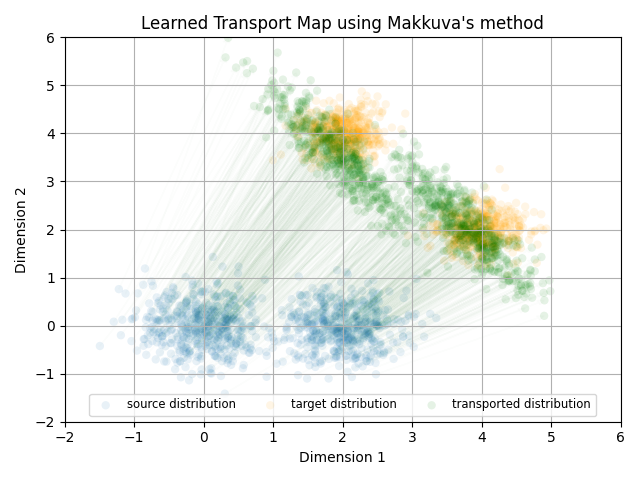 Learned Transport Map using Makkuva's method
6
5
4
3
2
1
0
−1
−2
Dimension 2
source distribution target distribution transported distribution
−2 −1 0 1 2 3 4 5 6
Dimension 1